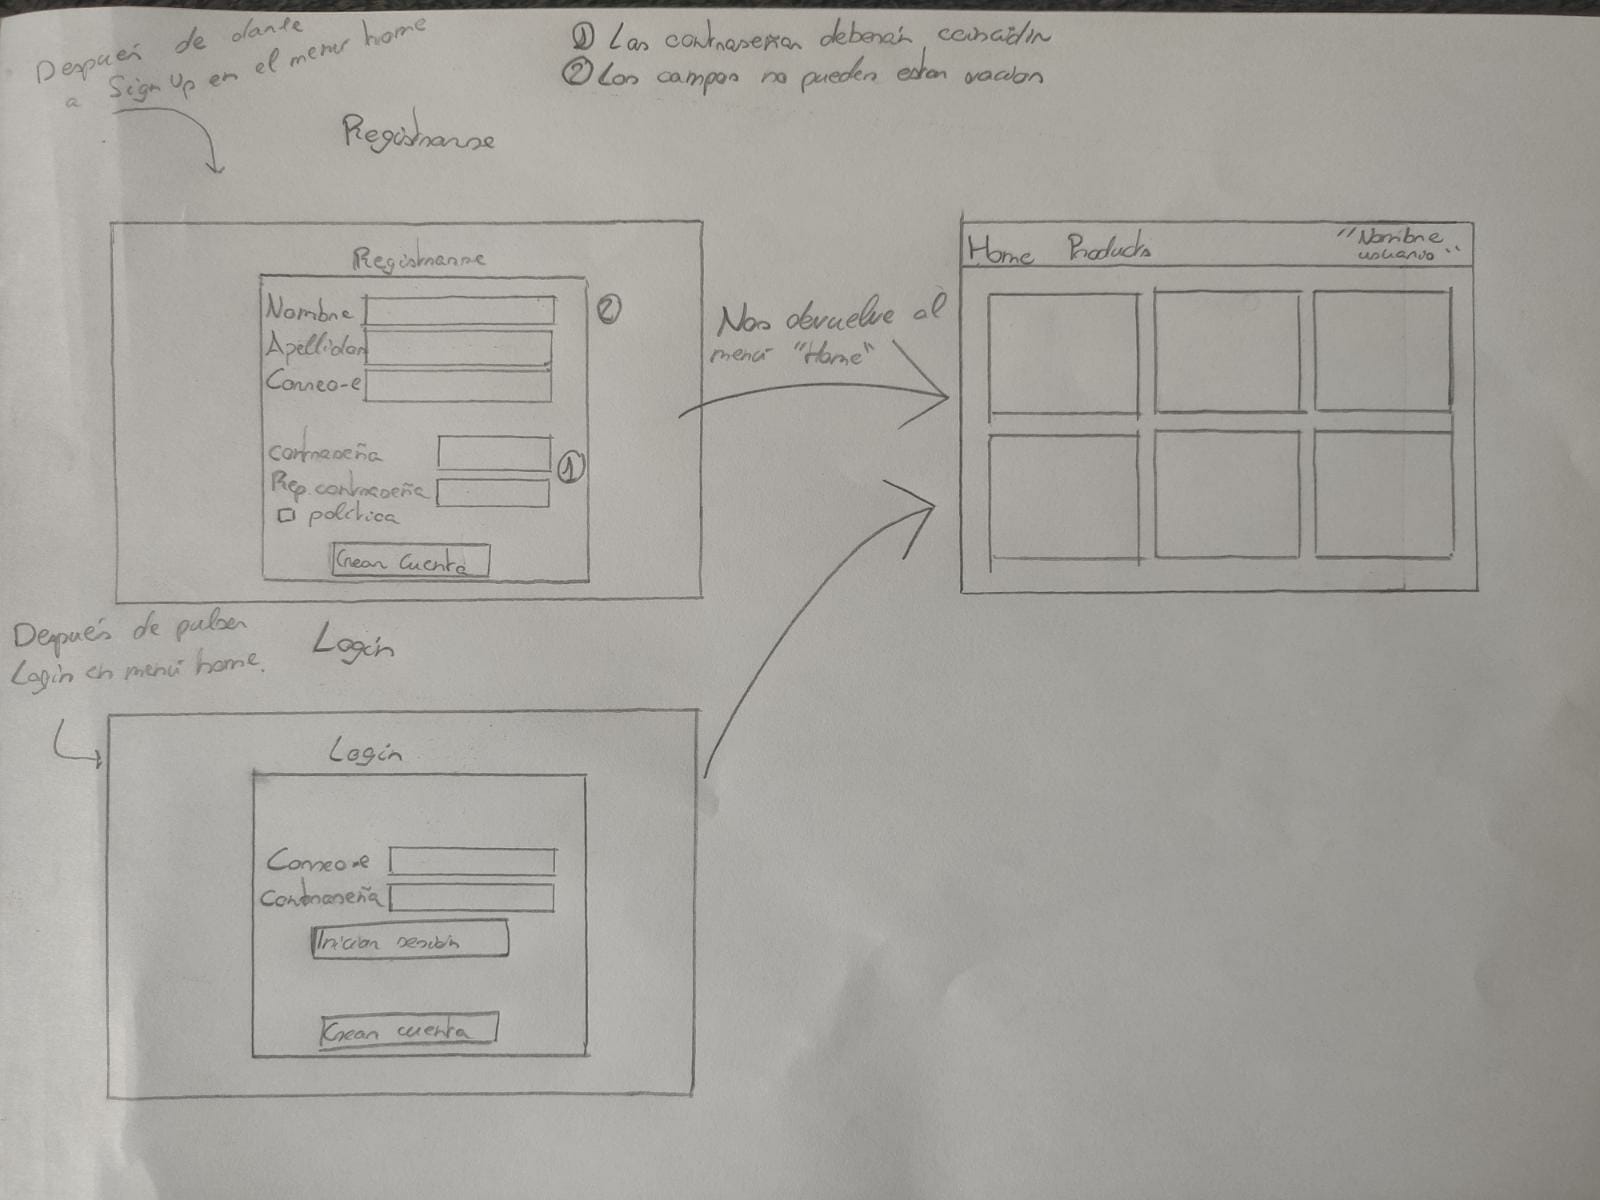 Después de darle
a Sign Up en el menú home
① Las contraseñas deberán coincidir
② Los campos no pueden estar vacíos
Registrarse
Registrarse
Nombre
②
Apellidos
Correo-e
contraseña
①
Rep. contraseña
política
Crear Cuenta
Nos devuelve al
menú "Home"
Home Products "Nombre
usuario"
Después de pulsar
Login en menú home.
Login
Login
Correo-e
Contraseña
Iniciar sesión
Crear cuenta